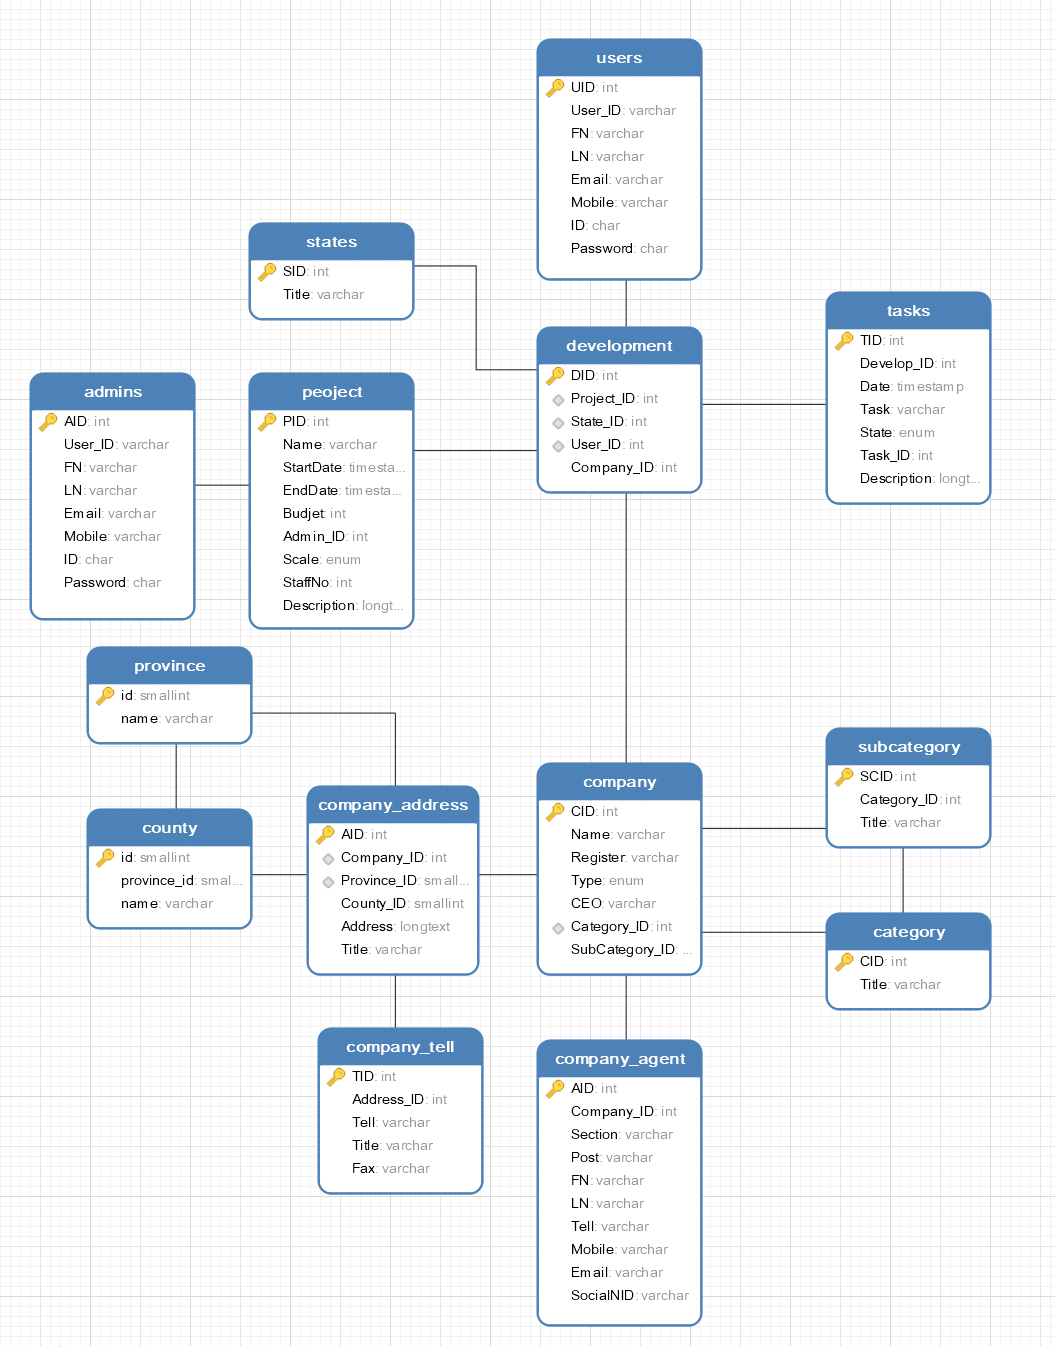 users
UID: int
User_ID: varchar
FN: varchar
LN: varchar
Email: varchar
Mobile: varchar
ID: char
Password: char
states
SID: int
Title: varchar
tasks
TID: int
Develop_ID: int
Date: timestamp
Task: varchar
State: enum
Task_ID: int
Description: longt...
development
DID: int
Project_ID: int
State_ID: int
User_ID: int
Company_ID: int
admins
AID: int
User_ID: varchar
FN: varchar
LN: varchar
Email: varchar
Mobile: varchar
ID: char
Password: char
peoject
PID: int
Name: varchar
StartDate: timesta...
EndDate: timesta...
Budjet: int
Admin_ID: int
Scale: enum
StaffNo: int
Description: longt...
province
id: smallint
name: varchar
county
id: smallint
province_id: smal...
name: varchar
company_address
AID: int
Company_ID: int
Province_ID: small...
County_ID: smallint
Address: longtext
Title: varchar
company
CID: int
Name: varchar
Register: varchar
Type: enum
CEO: varchar
Category_ID: int
SubCategory_ID: ...
subcategory
SCID: int
Category_ID: int
Title: varchar
category
CID: int
Title: varchar
company_tell
TID: int
Address_ID: int
Tell: varchar
Title: varchar
Fax: varchar
company_agent
AID: int
Company_ID: int
Section: varchar
Post: varchar
FN: varchar
LN: varchar
Tell: varchar
Mobile: varchar
Email: varchar
SocialNID: varchar